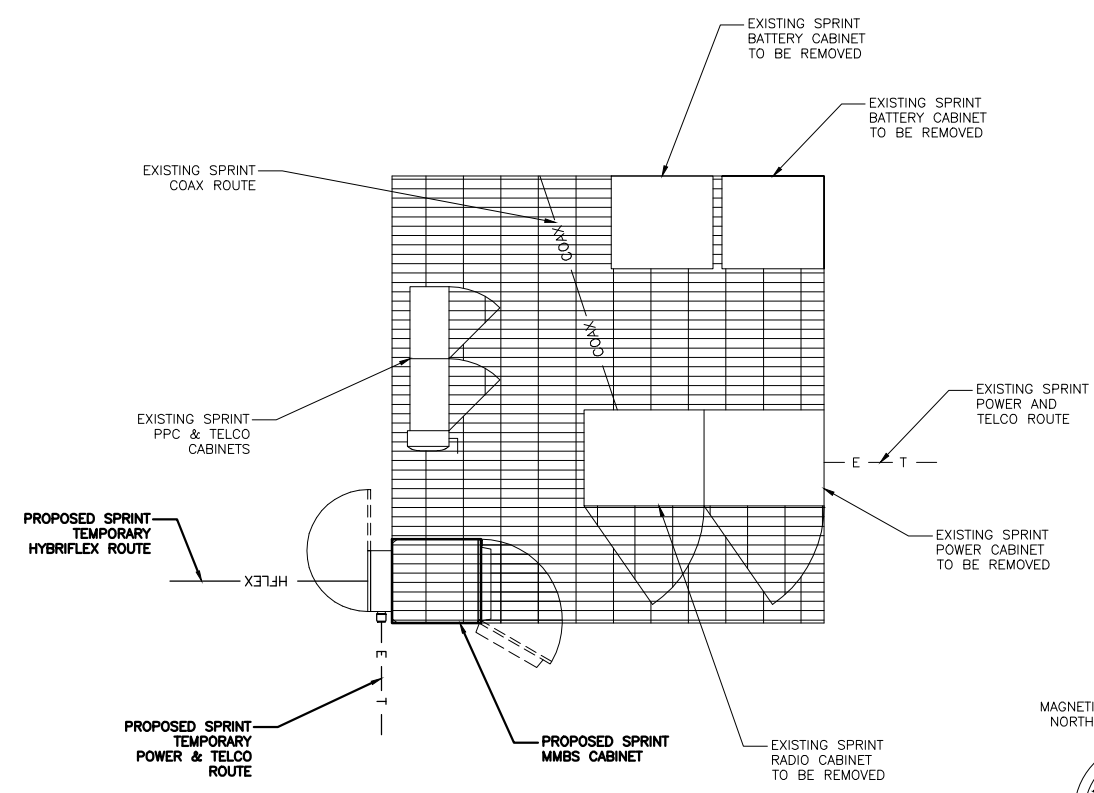 EXISTING SPRINT
BATTERY CABINET
TO BE REMOVED
EXISTING SPRINT
BATTERY CABINET
TO BE REMOVED
EXISTING SPRINT
COAX ROUTE
COAX
COAX
EXISTING SPRINT
POWER AND
TELCO ROUTE
EXISTING SPRINT
PPC & TELCO
CABINETS
E T
PROPOSED SPRINT
TEMPORARY
HYBRIFLEX ROUTE
EXISTING SPRINT
POWER CABINET
TO BE REMOVED
HFLEX
E
T
MAGNETI
NORTH
PROPOSED SPRINT
TEMPORARY
POWER & TELCO
ROUTE
PROPOSED SPRINT
MMBS CABINET
EXISTING SPRINT
RADIO CABINET
TO BE REMOVED